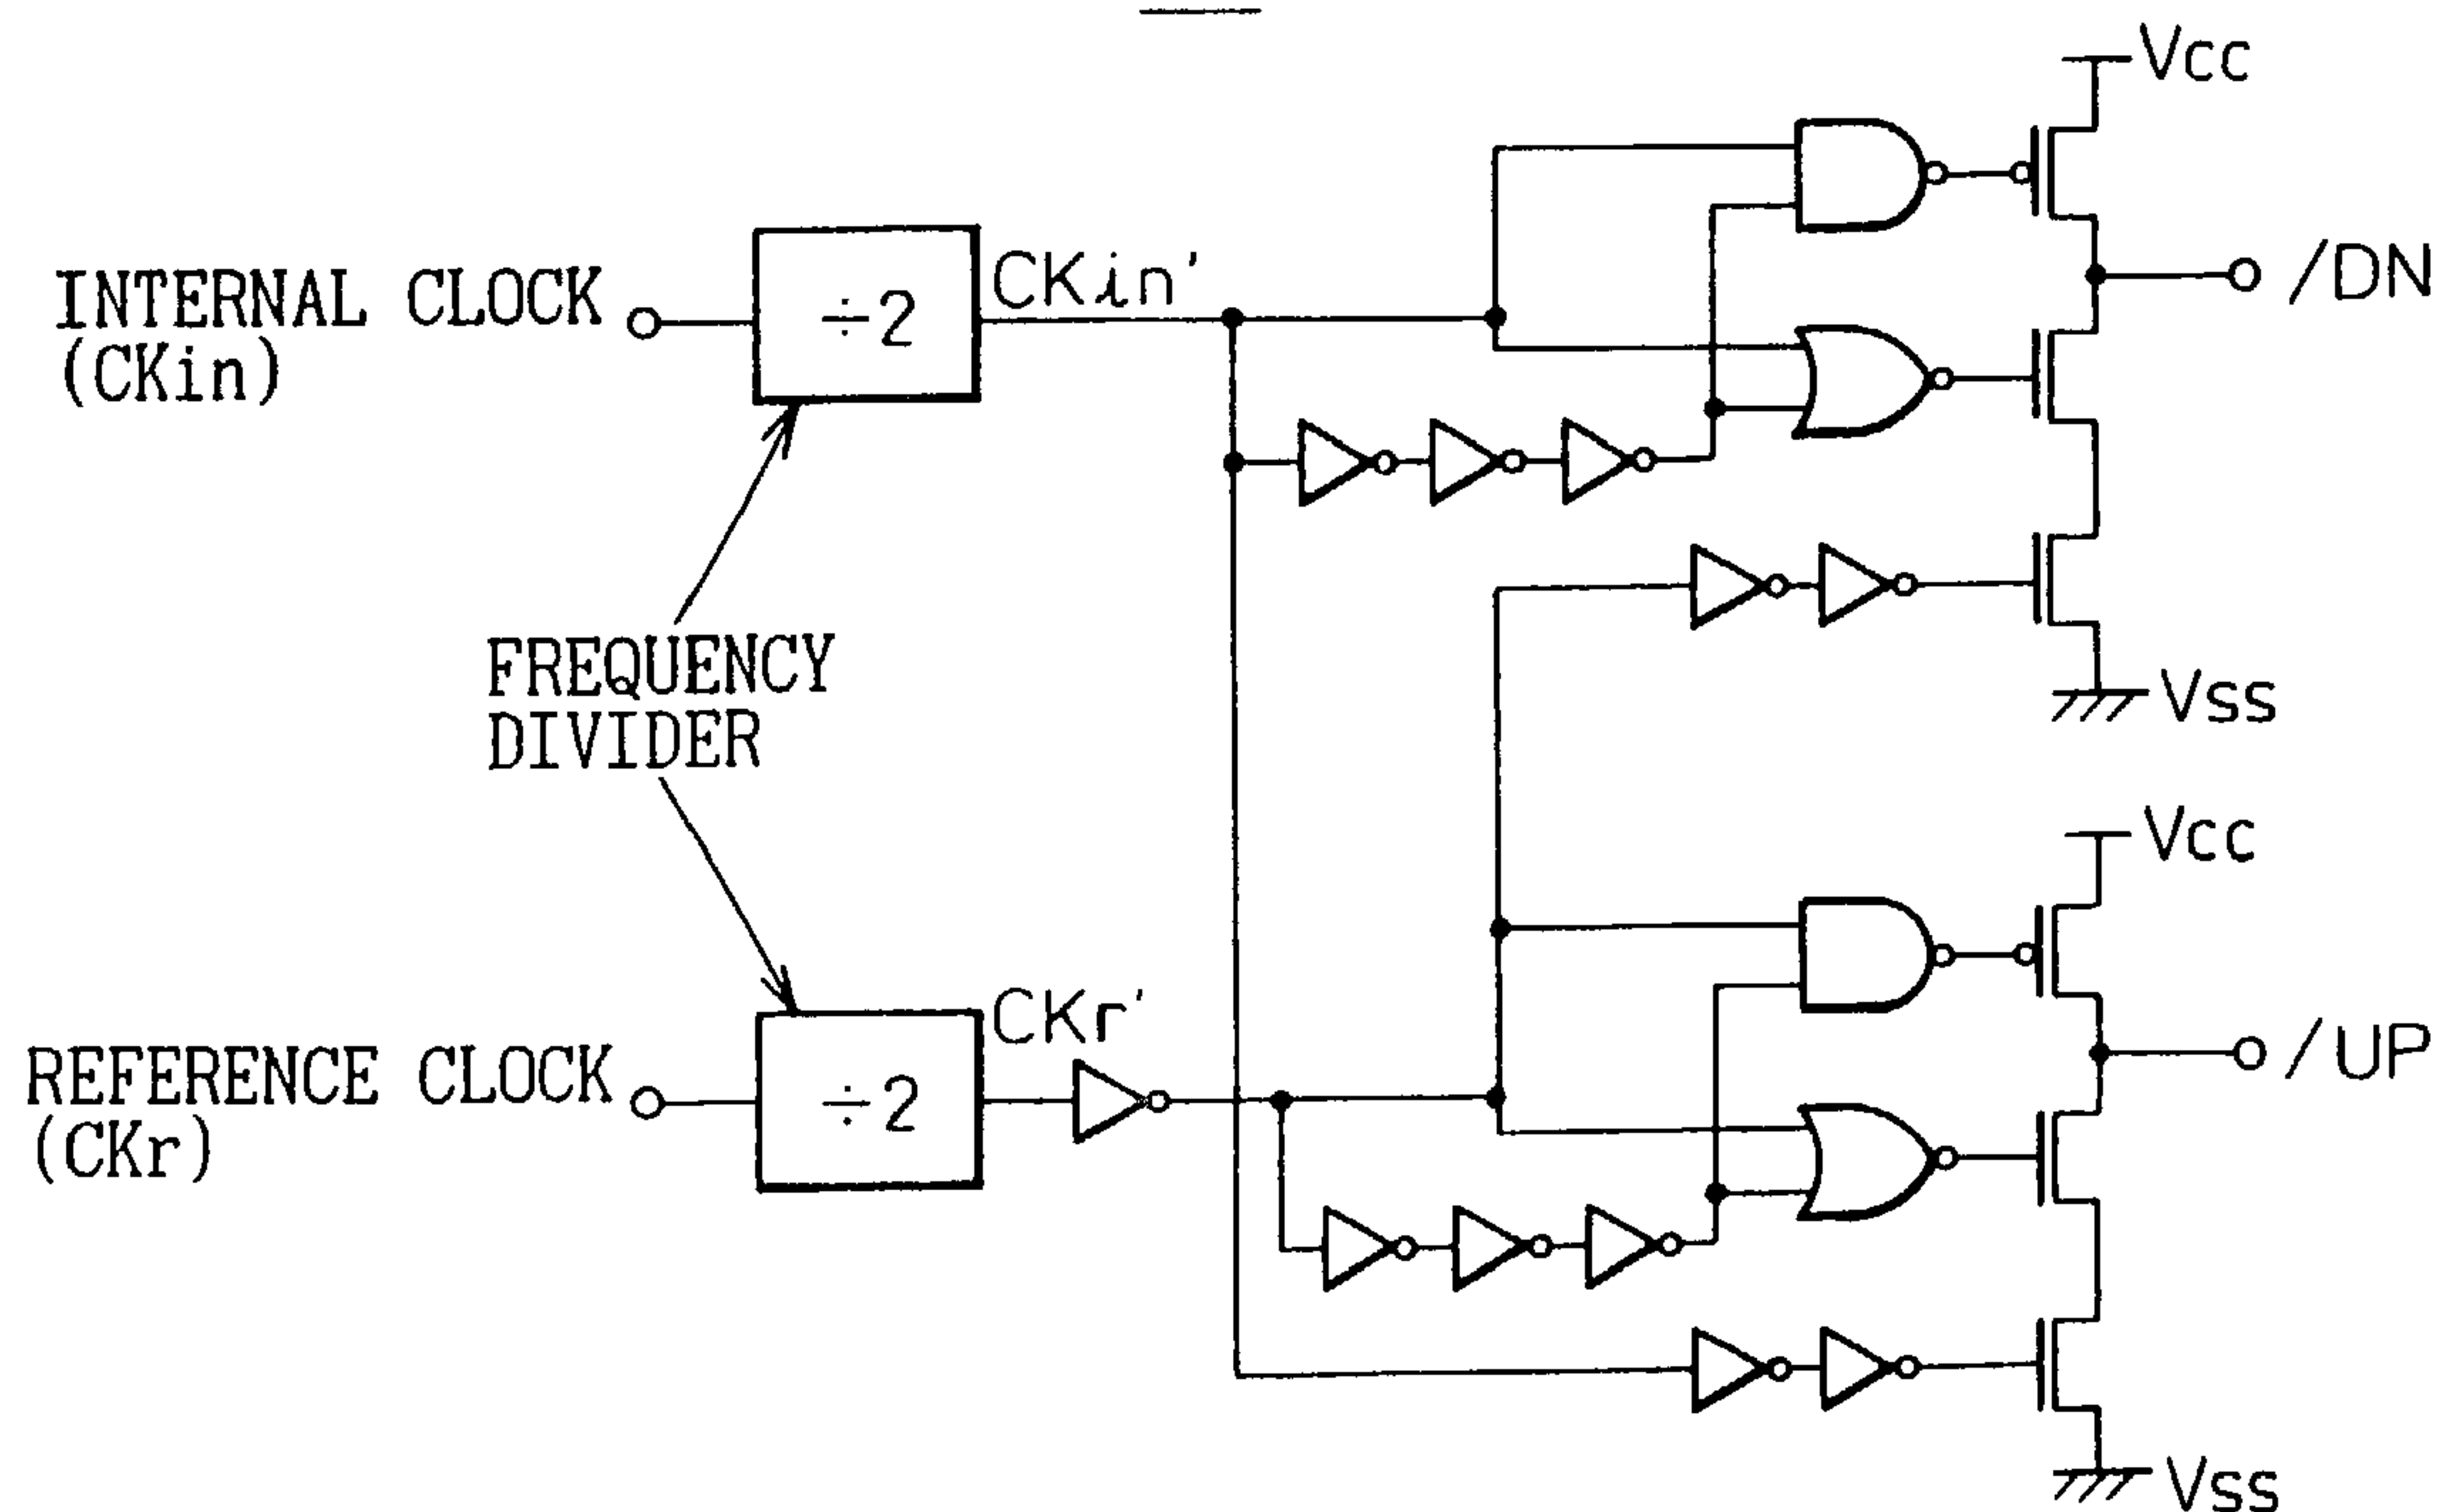 Vcc
/DN
INTERNAL CLOCK
(CKin)
÷2
CKin'
Vss
FREQUENCY
DIVIDER
Vcc
/UP
REFERENCE CLOCK
(CKr)
÷2
CKr'
Vss